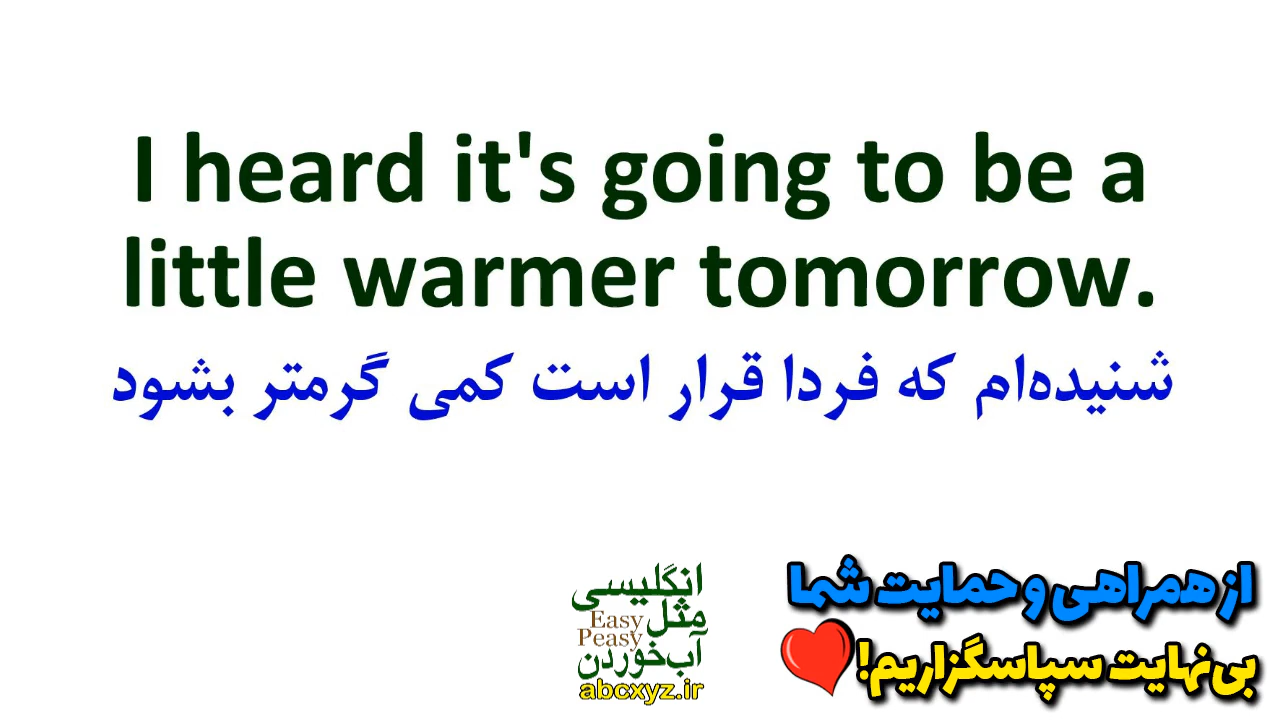 I heard it's going to be a
little warmer tomorrow.
شنیده‌ام که فردا قرار است کمی گرمتر بشود
انگلیسی
مثل
Easy
Peasy
آب‌خوردن
abcxyz.ir
از همراهی و حمایت شما
بی‌نهایت سپاسگزاریم!